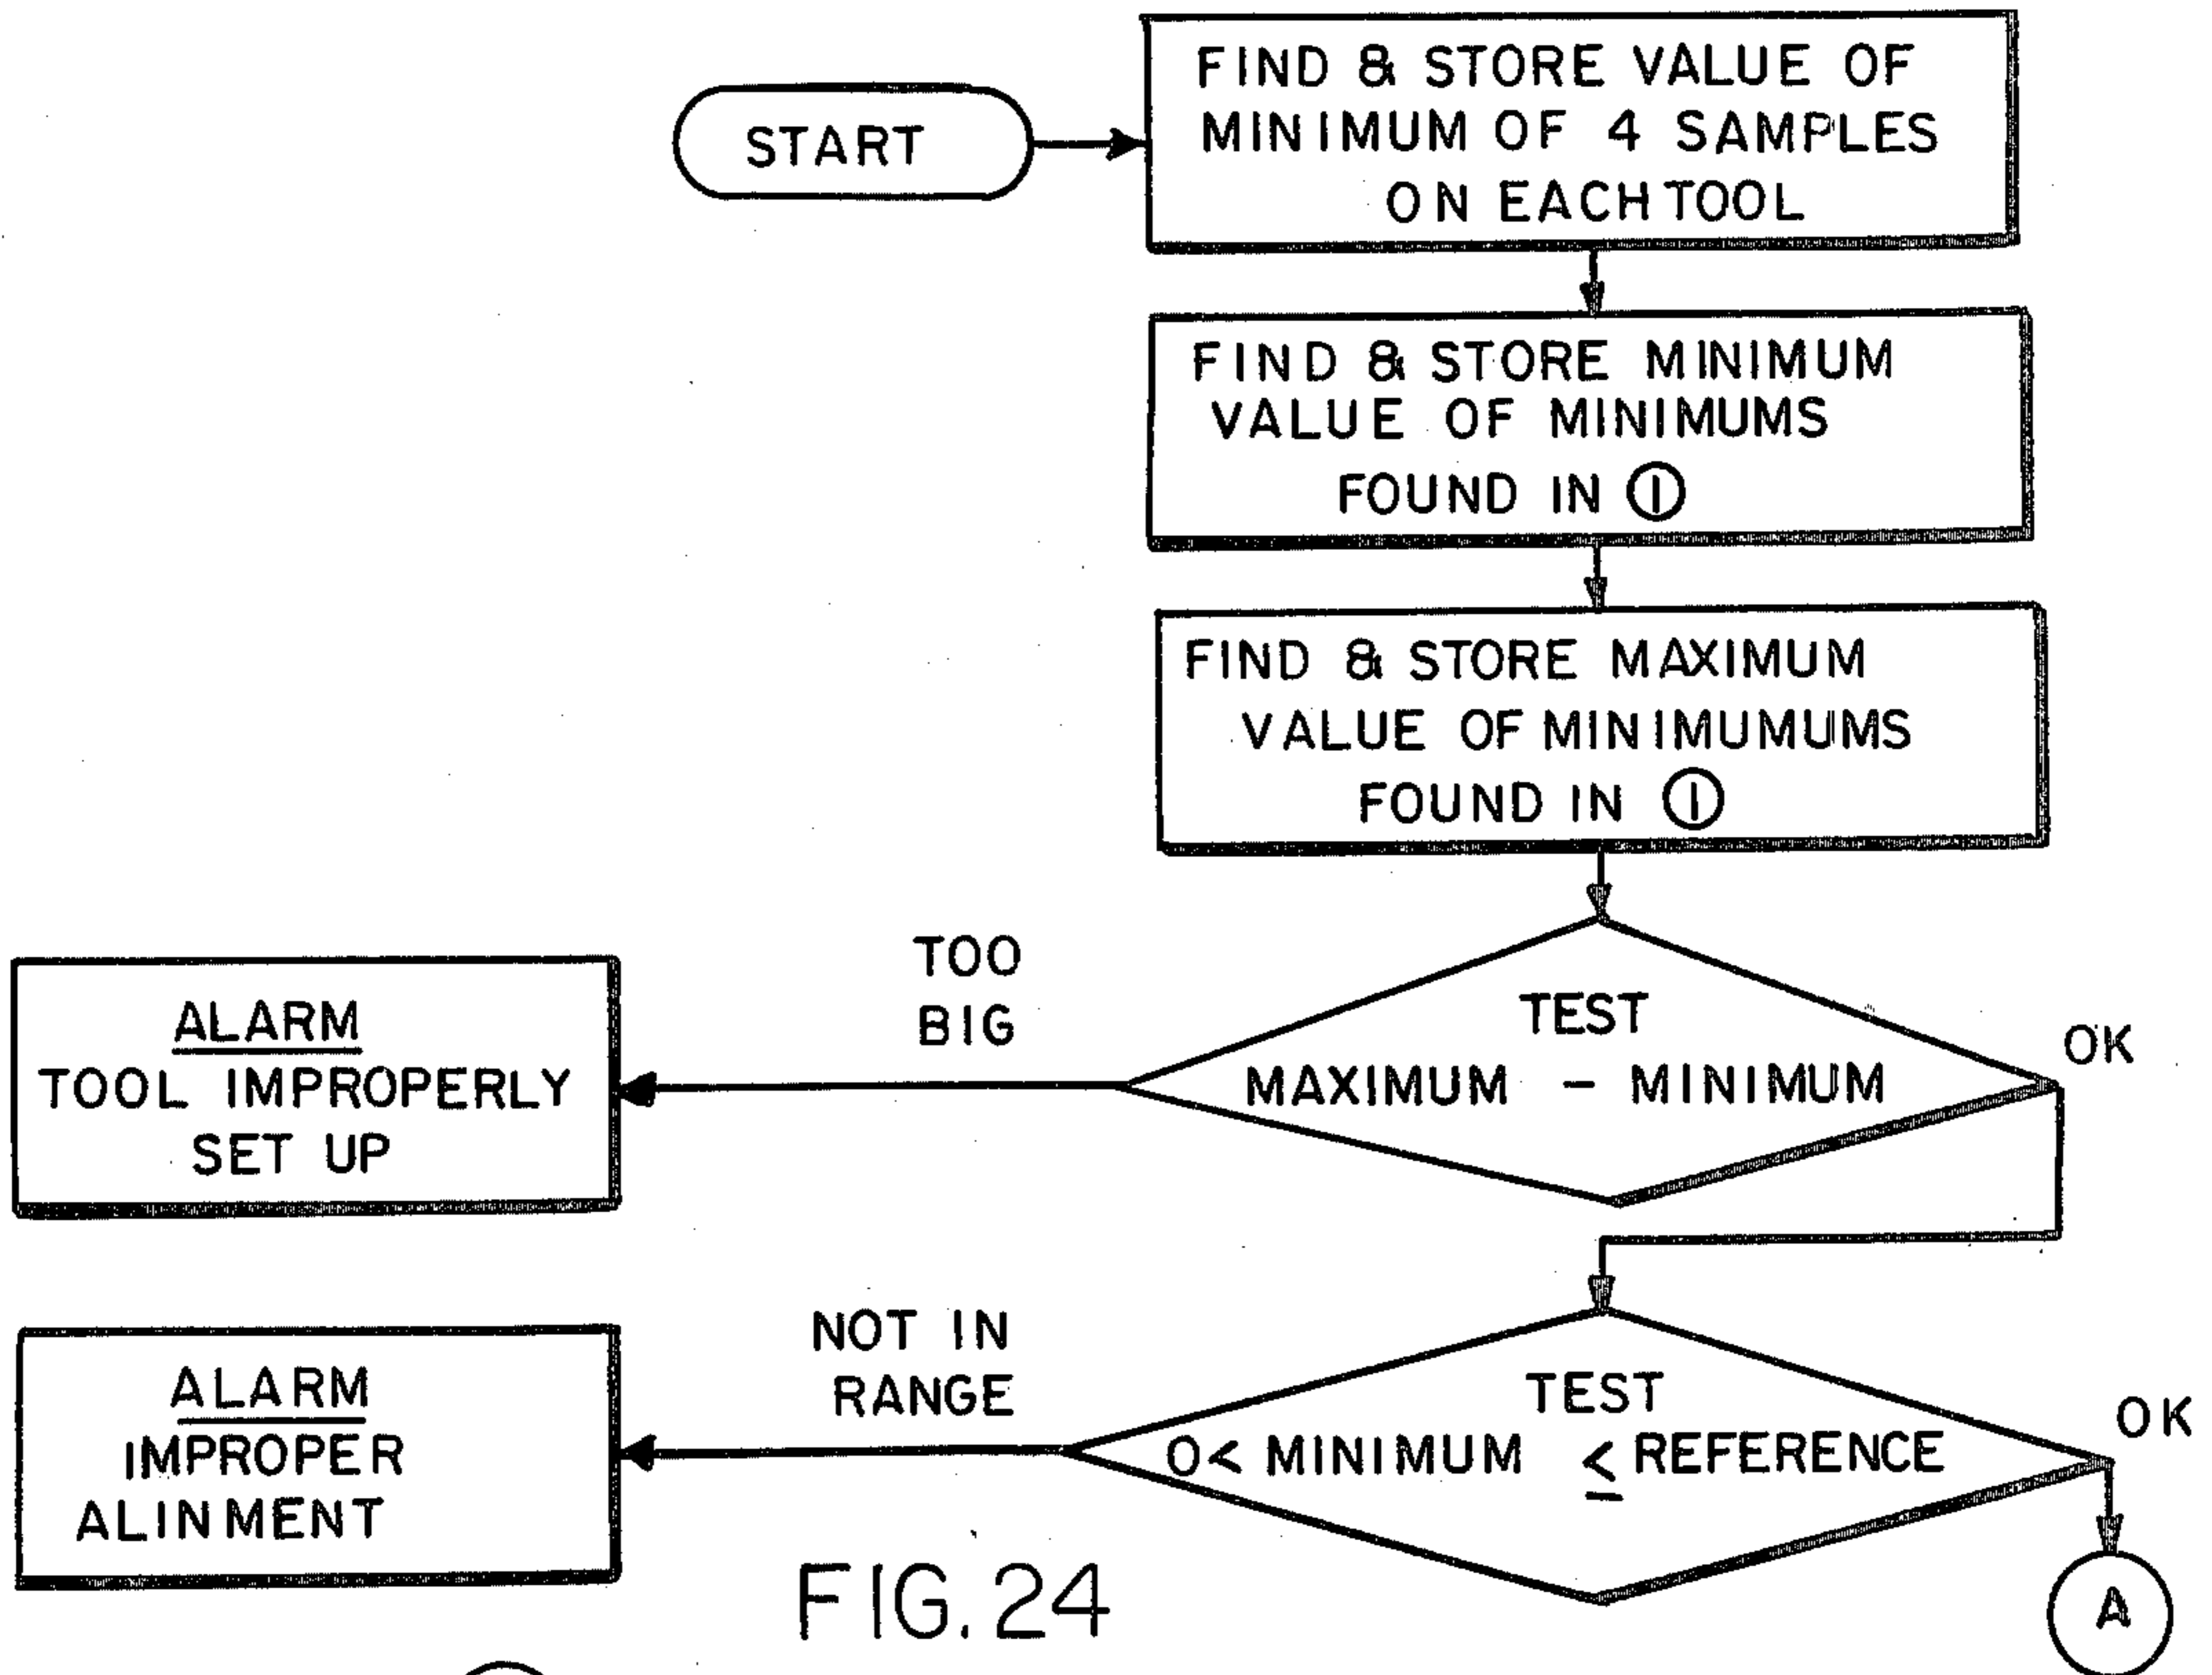 START
FIND & STORE VALUE OF
MINIMUM OF 4 SAMPLES
ON EACH TOOL
FIND & STORE MINIMUM
VALUE OF MINIMUMS
FOUND IN ①
FIND & STORE MAXIMUM
VALUE OF MINIMUMUMS
FOUND IN ①
TEST
MAXIMUM - MINIMUM
TOO
BIG
OK
ALARM
TOOL IMPROPERLY
SET UP
TEST
0< MINIMUM ≤ REFERENCE
NOT IN
RANGE
OK
ALARM
IMPROPER
ALINMENT
A
FIG. 24